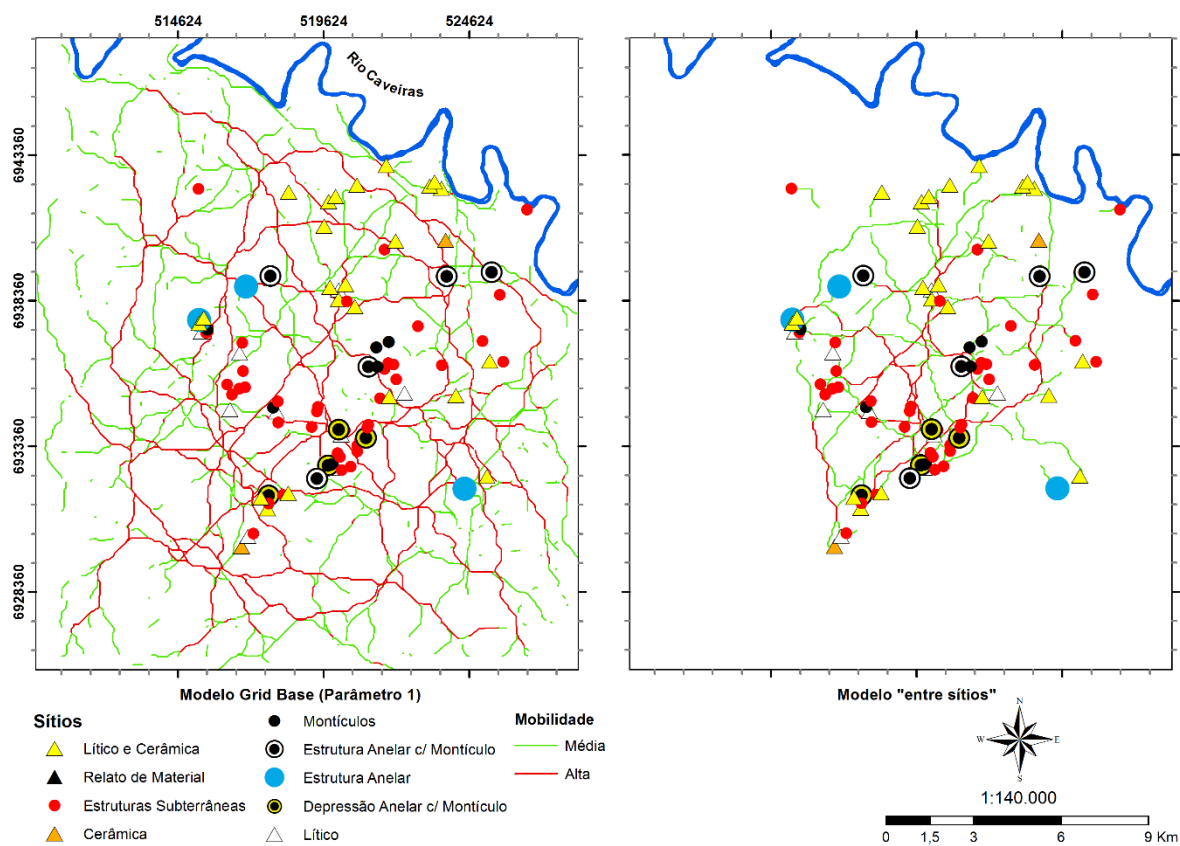 514624 519624 524624
Rio Caveiras
6943360
6938360
6933360
6928360
Modelo Grid Base (Parâmetro 1)
Modelo "entre sítios"
Sítios
Lítico e Cerâmica
Relato de Material
Estruturas Subterrâneas
Cerâmica
Montículos
Estrutura Anelar c/ Montículo
Estrutura Anelar
Depressão Anelar c/ Montículo
Lítico
Mobilidade
Média
Alta
N
W E
S
1:140.000
0 1,5 3 6 9 Km